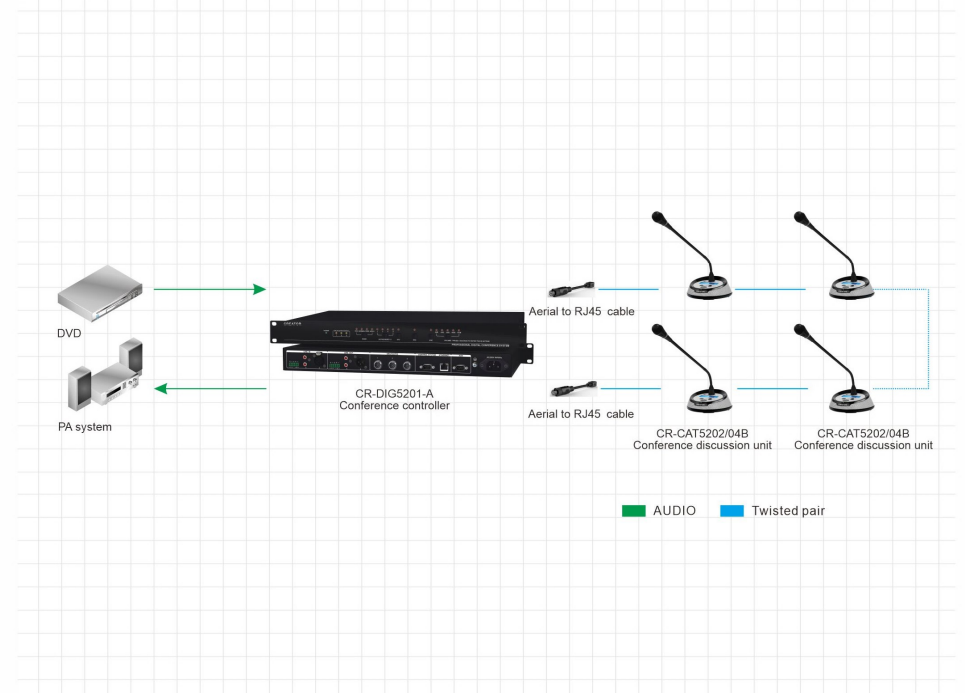 Aerial to RJ45 cable
DVD
CREATOR
CR-DIG5201-A
Conference controller
Aerial to RJ45 cable
PA system
CR-CAT5202/04B
Conference discussion unit
CR-CAT5202/04B
Conference discussion unit
AUDIO
Twisted pair